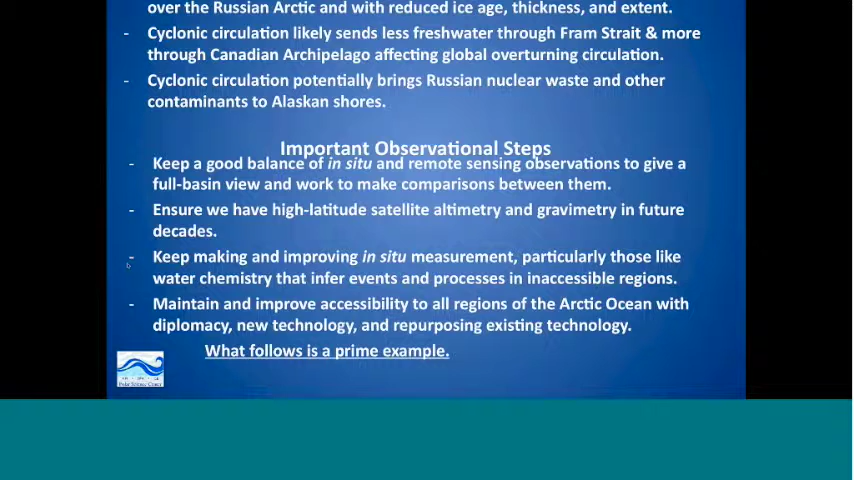 over the Russian Arctic and with reduced ice age, thickness, and extent.
- Cyclonic circulation likely sends less freshwater through Fram Strait & more
through Canadian Archipelago affecting global overturning circulation.
- Cyclonic circulation potentially brings Russian nuclear waste and other
contaminants to Alaskan shores.
Important Observational Steps
- Keep a good balance of in situ and remote sensing observations to give a
full-basin view and work to make comparisons between them.
- Ensure we have high-latitude satellite altimetry and gravimetry in future
decades.
- Keep making and improving in situ measurement, particularly those like
water chemistry that infer events and processes in inaccessible regions.
- Maintain and improve accessibility to all regions of the Arctic Ocean with
diplomacy, new technology, and repurposing existing technology.
What follows is a prime example.
Polar Science Center